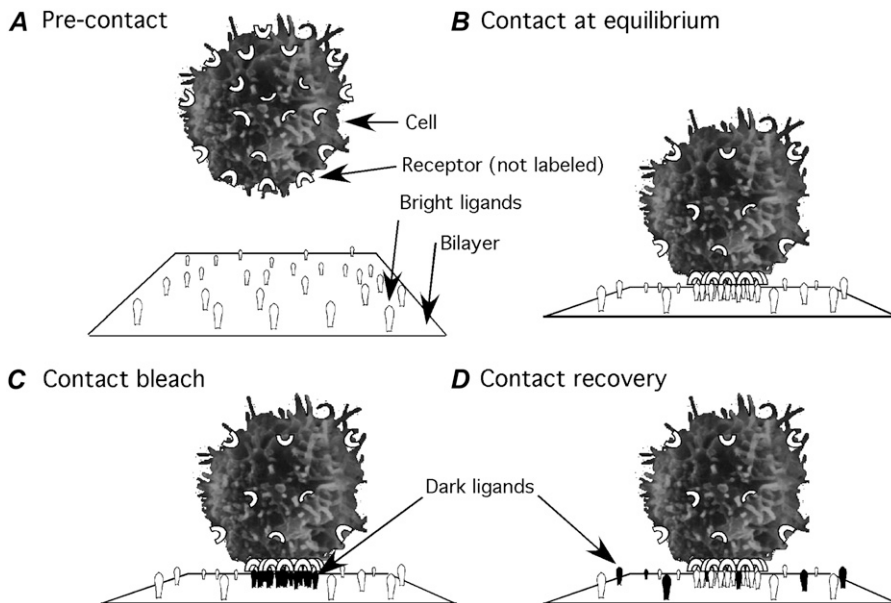 A Pre-contact
B Contact at equilibrium
Cell
Receptor (not labeled)
Bright ligands
Bilayer
C Contact bleach
D Contact recovery
Dark ligands